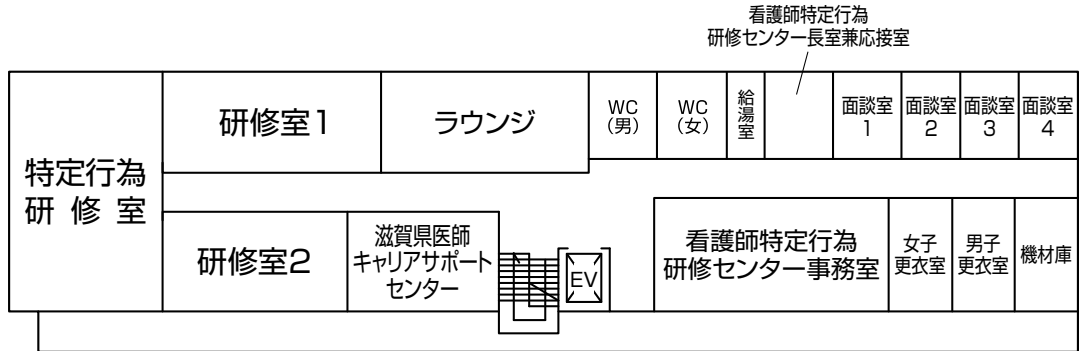 看護師特定行為
研修センター長室兼応接室
特定行為
研修室
研修室1
ラウンジ
WC
(男)
WC
(女)
給湯室
面談室
1
面談室
2
面談室
3
面談室
4
研修室2
滋賀県医師
キャリアサポート
センター
EV
看護師特定行為
研修センター事務室
女子
更衣室
男子
更衣室
機材庫